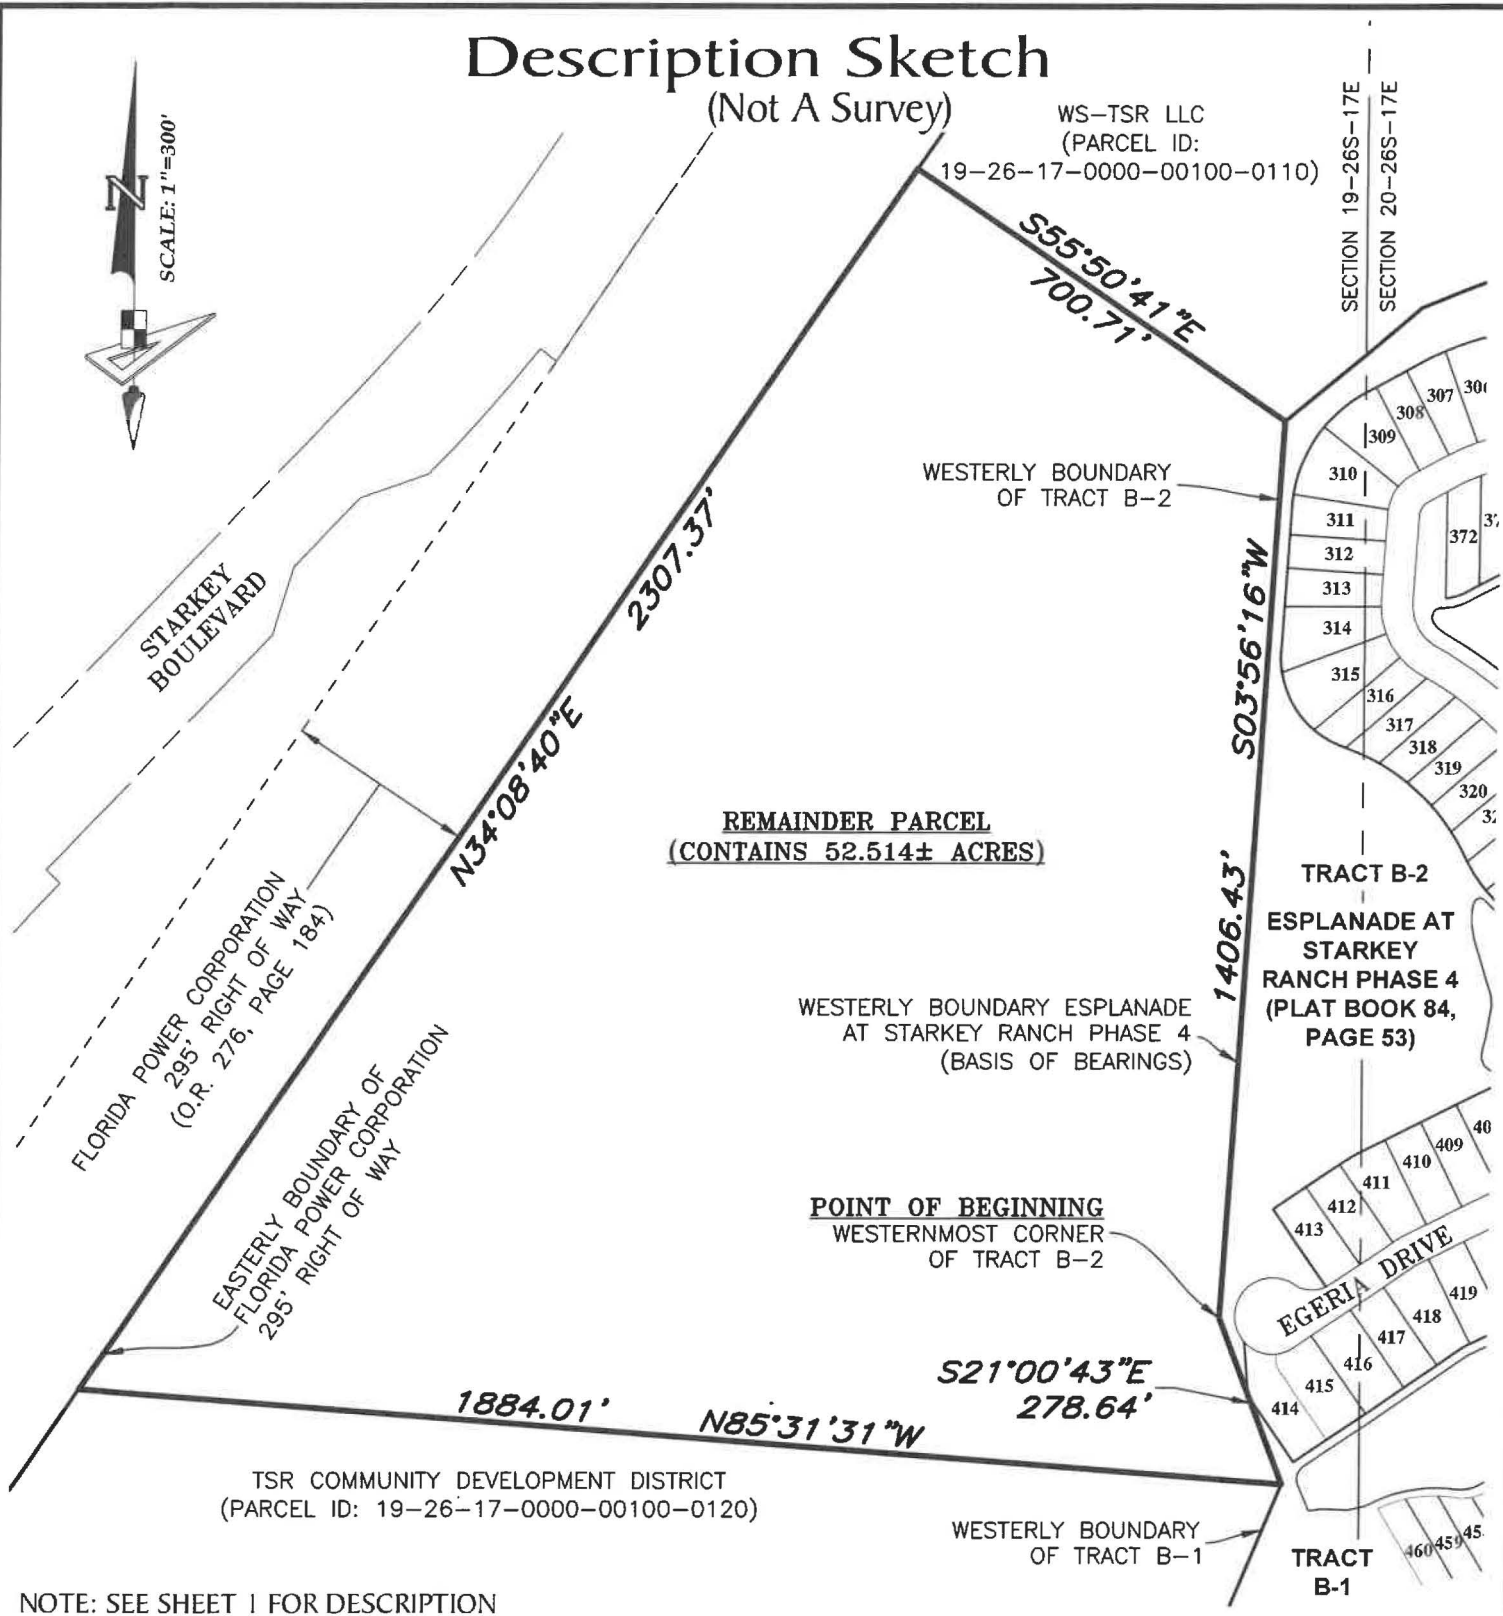 Description Sketch
(Not A Survey)
N
SCALE: 1"=300'
WS-TSR LLC
(PARCEL ID:
19-26-17-0000-00100-0110)
SECTION 19-26S-17E
SECTION 20-26S-17E
S55°50'41"E
700.71'
307
308
309
310
311
312
313
314
315
316
317
318
319
320
372
WESTERLY BOUNDARY
OF TRACT B-2
2307.37'
N34°08'40"E
STARKEY
BOULEVARD
S03°56'16"W
1406.43'
REMAINDER PARCEL
(CONTAINS 52.514± ACRES)
TRACT B-2
ESPLANADE AT
STARKEY
RANCH PHASE 4
(PLAT BOOK 84,
PAGE 53)
FLORIDA POWER CORPORATION
295' RIGHT OF WAY
(O.R. 276, PAGE 184)
WESTERLY BOUNDARY ESPLANADE
AT STARKEY RANCH PHASE 4
(BASIS OF BEARINGS)
EASTERLY BOUNDARY OF
FLORIDA POWER CORPORATION
295' RIGHT OF WAY
POINT OF BEGINNING
WESTERNMOST CORNER
OF TRACT B-2
409
410
411
412
413
EGERIA DRIVE
419
418
417
416
415
414
S21°00'43"E
278.64'
1884.01'
N85°31'31"W
TSR COMMUNITY DEVELOPMENT DISTRICT
(PARCEL ID: 19-26-17-0000-00100-0120)
WESTERLY BOUNDARY
OF TRACT B-1
TRACT
B-1
460
459
NOTE: SEE SHEET 1 FOR DESCRIPTION